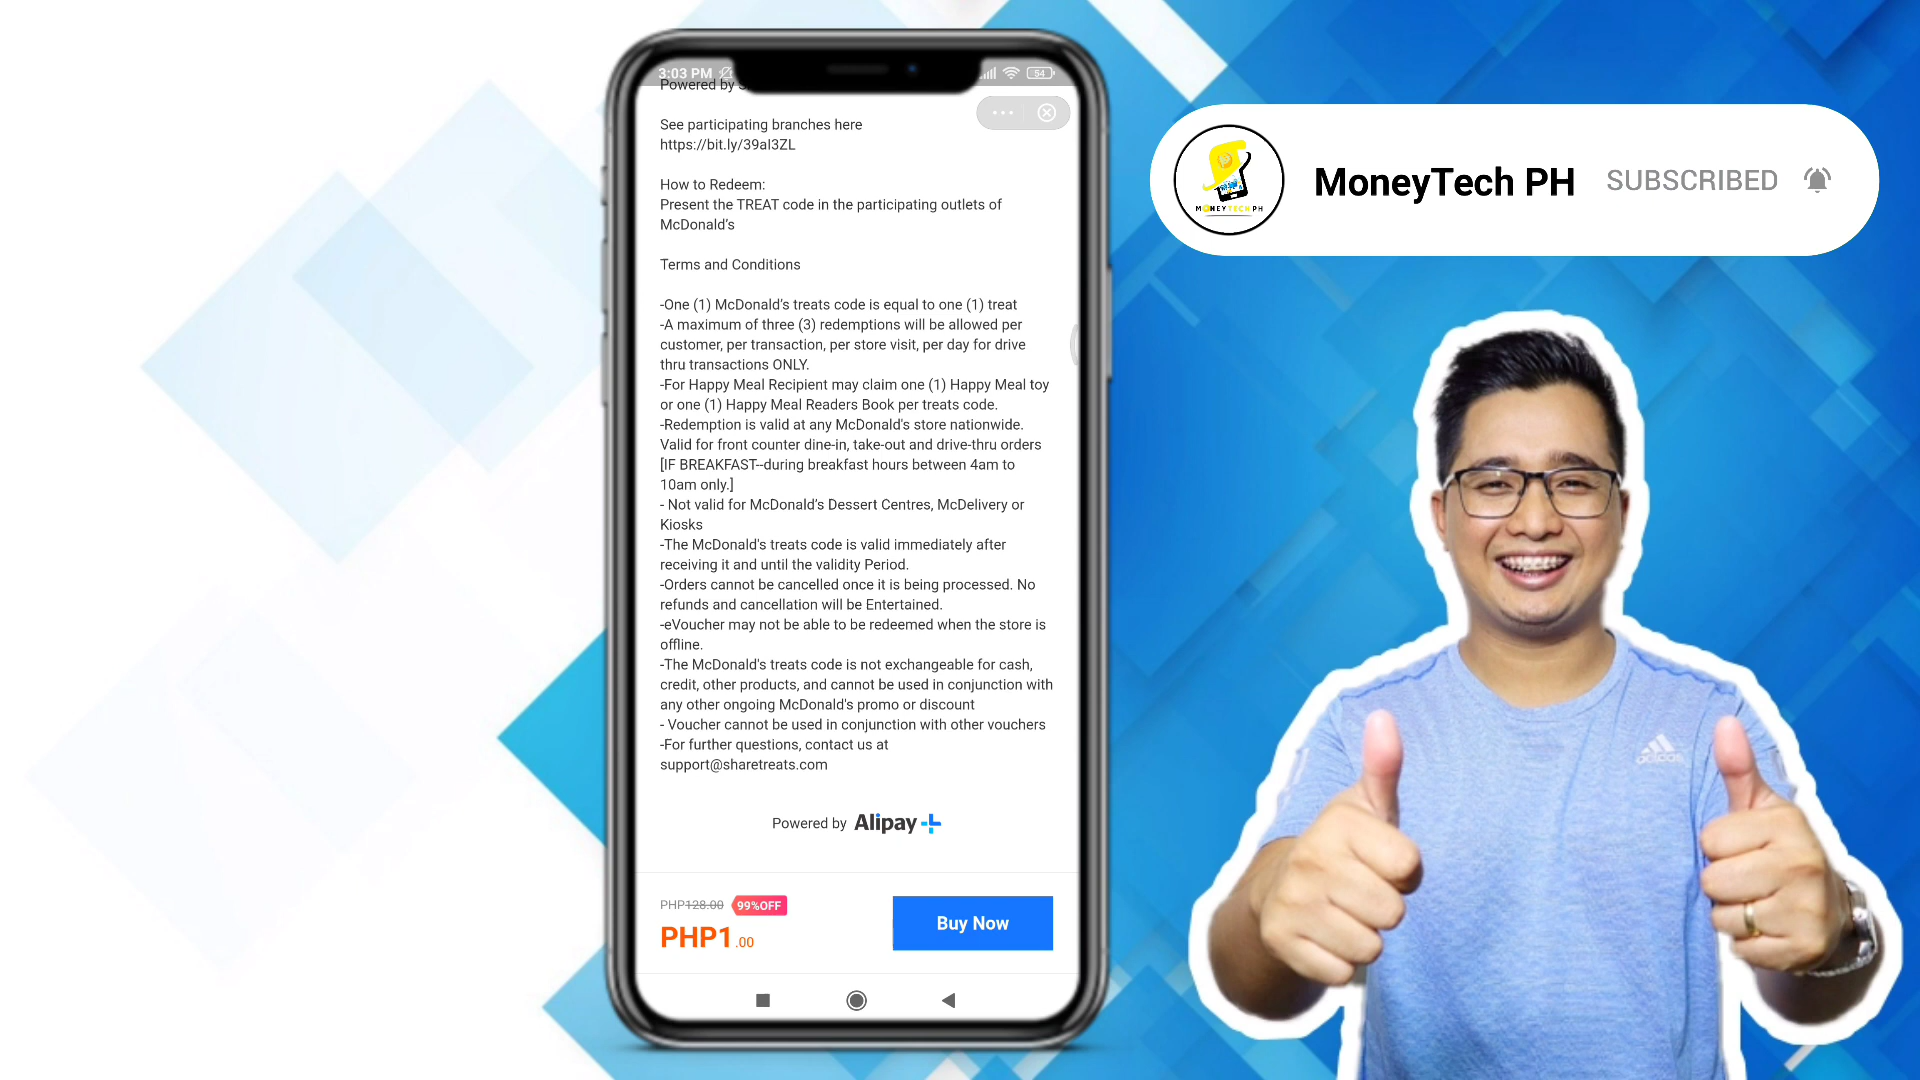 3:03 PM
54
Powered by
See participating branches here
https://bit.ly/39al3ZL
How to Redeem:
Present the TREAT code in the participating outlets of
McDonald’s
Terms and Conditions
-One (1) McDonald’s treats code is equal to one (1) treat
-A maximum of three (3) redemptions will be allowed per
customer, per transaction, per store visit, per day for drive
thru transactions ONLY.
-For Happy Meal Recipient may claim one (1) Happy Meal toy
or one (1) Happy Meal Readers Book per treats code.
-Redemption is valid at any McDonald's store nationwide.
Valid for front counter dine-in, take-out and drive-thru orders
[IF BREAKFAST--during breakfast hours between 4am to
10am only.]
- Not valid for McDonald’s Dessert Centres, McDelivery or
Kiosks
-The McDonald's treats code is valid immediately after
receiving it and until the validity Period.
-Orders cannot be cancelled once it is being processed. No
refunds and cancellation will be Entertained.
-eVoucher may not be able to be redeemed when the store is
offline.
-The McDonald's treats code is not exchangeable for cash,
credit, other products, and cannot be used in conjunction with
any other ongoing McDonald's promo or discount
- Voucher cannot be used in conjunction with other vouchers
-For further questions, contact us at
support@sharetreats.com
Powered by Alipay+
PHP128.00 99%OFF
PHP1.00
Buy Now
MONEYTECH PH
MoneyTech PH SUBSCRIBED
adidas